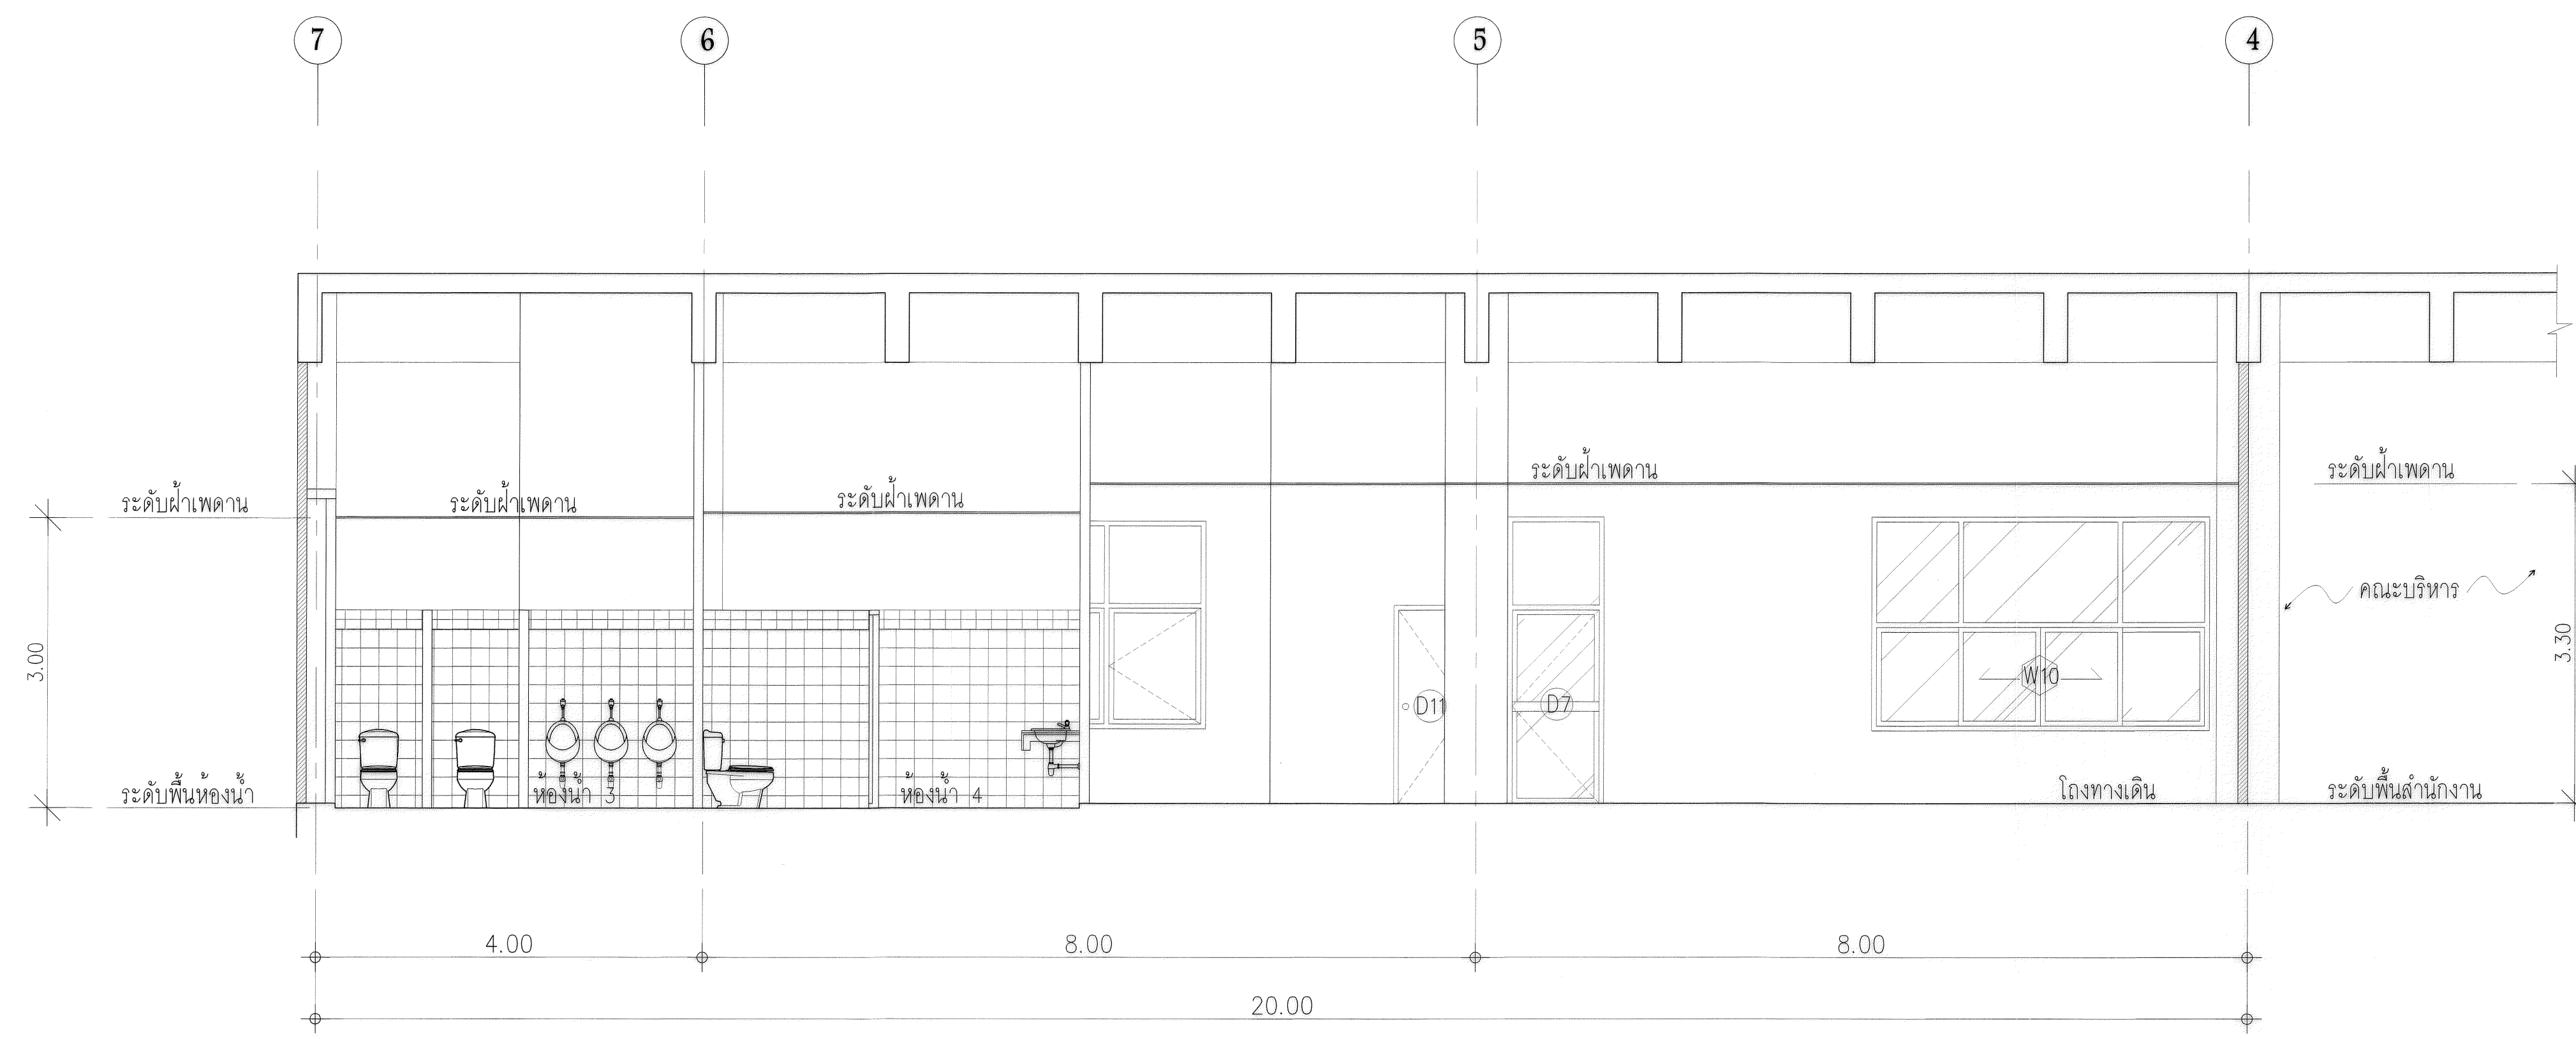 7 6 5 4
ระดับฝ้าเพดาน ระดับฝ้าเพดาน
ระดับฝ้าเพดาน ระดับฝ้าเพดาน ระดับฝ้าเพดาน
คณะบริหาร
3.00 3.30
W10
D11 D7
ระดับพื้นห้องน้ำ ห้องน้ำ 3 ห้องน้ำ 4 โถงทางเดิน ระดับพื้นสำนักงาน
4.00 8.00 8.00
20.00